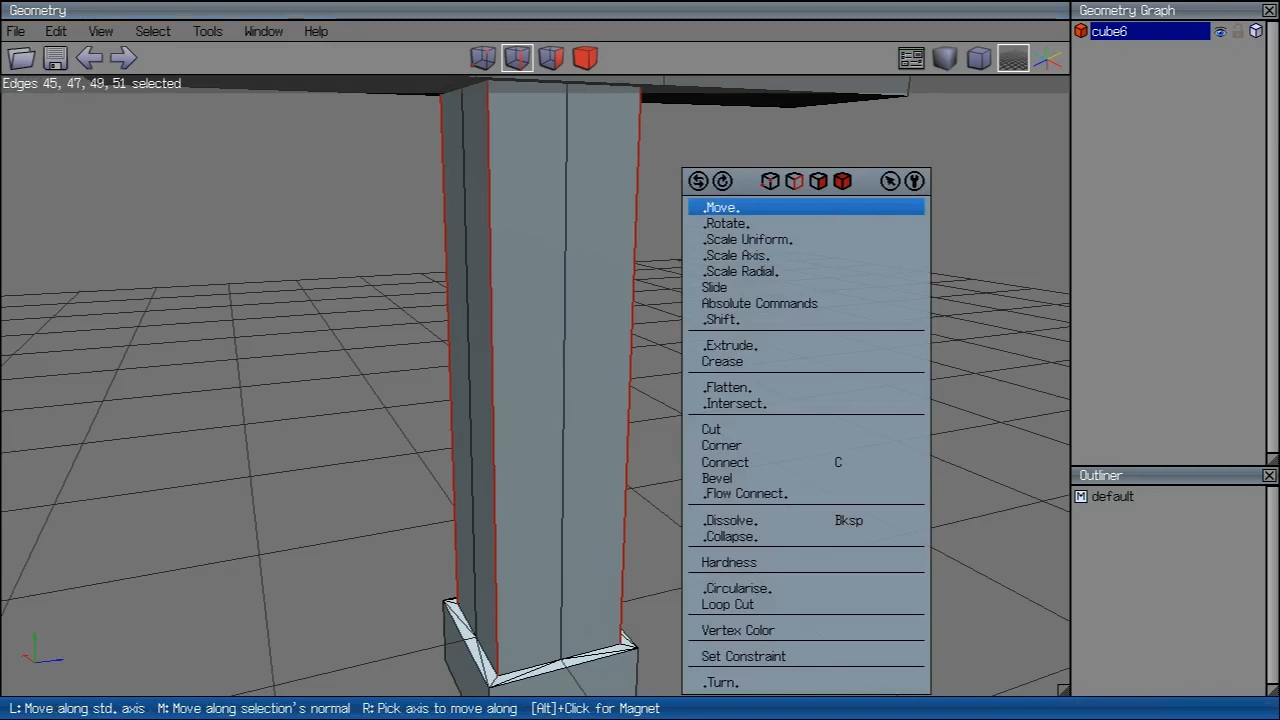 Geometry
Geometry Graph
File Edit View Select Tools Window Help
cube6
Edges 45, 47, 49, 51 selected
.Move.
.Rotate.
.Scale Uniform.
.Scale Axis.
.Scale Radial.
Slide
Absolute Commands
.Shift.
.Extrude.
Crease
.Flatten.
.Intersect.
Cut
Corner
Connect C
Bevel
.Flow Connect.
.Dissolve. Bksp
.Collapse.
Hardness
.Circularise.
Loop Cut
Vertex Color
Set Constraint
.Turn.
Outliner
M default
L: Move along std. axis M: Move along selection's normal R: Pick axis to move along [Alt]+Click for Magnet